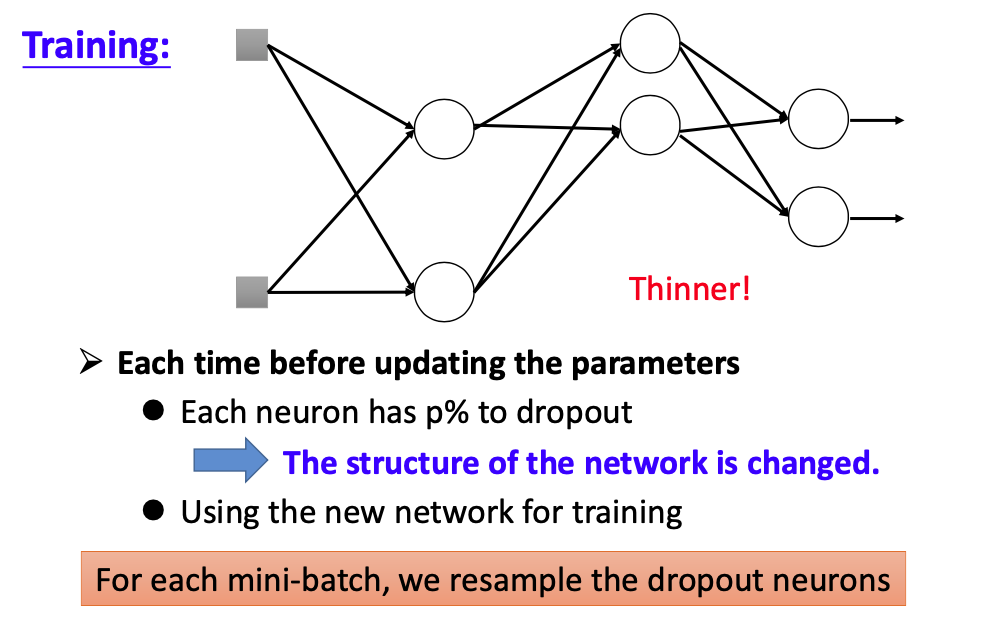 Training:
Thinner!
Each time before updating the parameters
Each neuron has p% to dropout
The structure of the network is changed.
Using the new network for training
For each mini-batch, we resample the dropout neurons